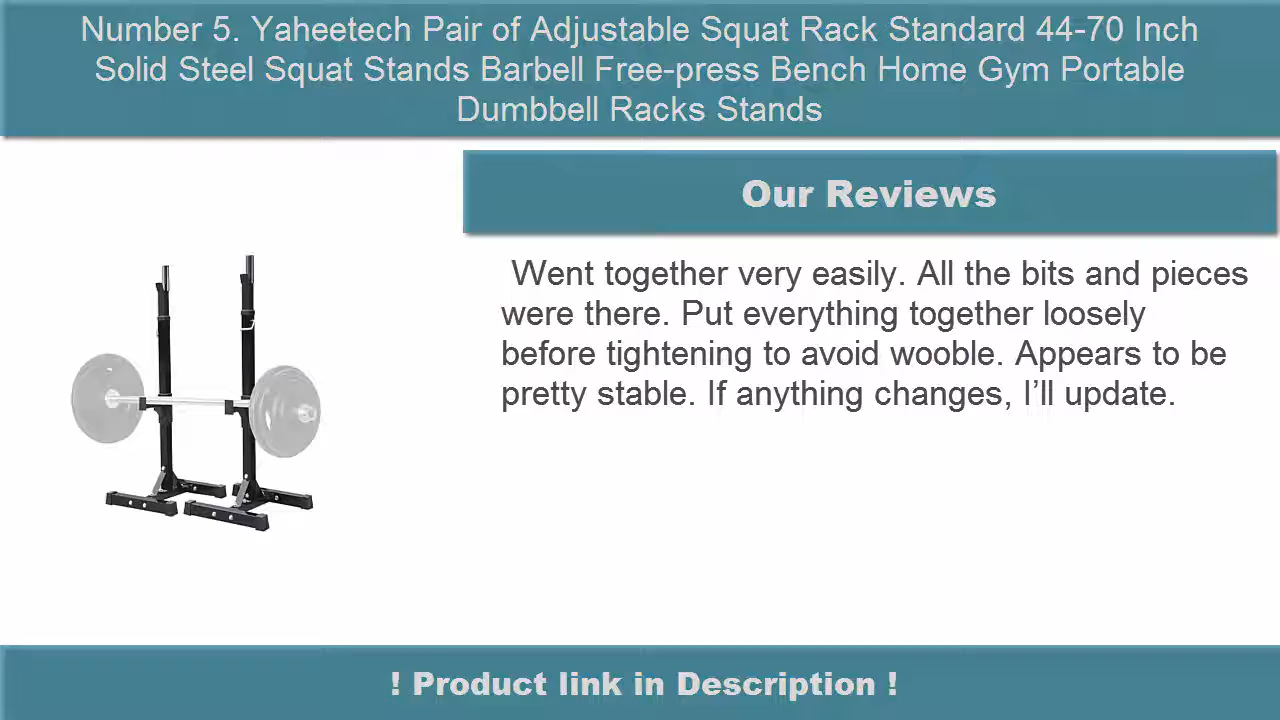 Number 5. Yaheetech Pair of Adjustable Squat Rack Standard 44-70 Inch
Solid Steel Squat Stands Barbell Free-press Bench Home Gym Portable
Dumbbell Racks Stands
Our Reviews
Went together very easily. All the bits and pieces
were there. Put everything together loosely
before tightening to avoid wooble. Appears to be
pretty stable. If anything changes, I’ll update.
! Product link in Description !